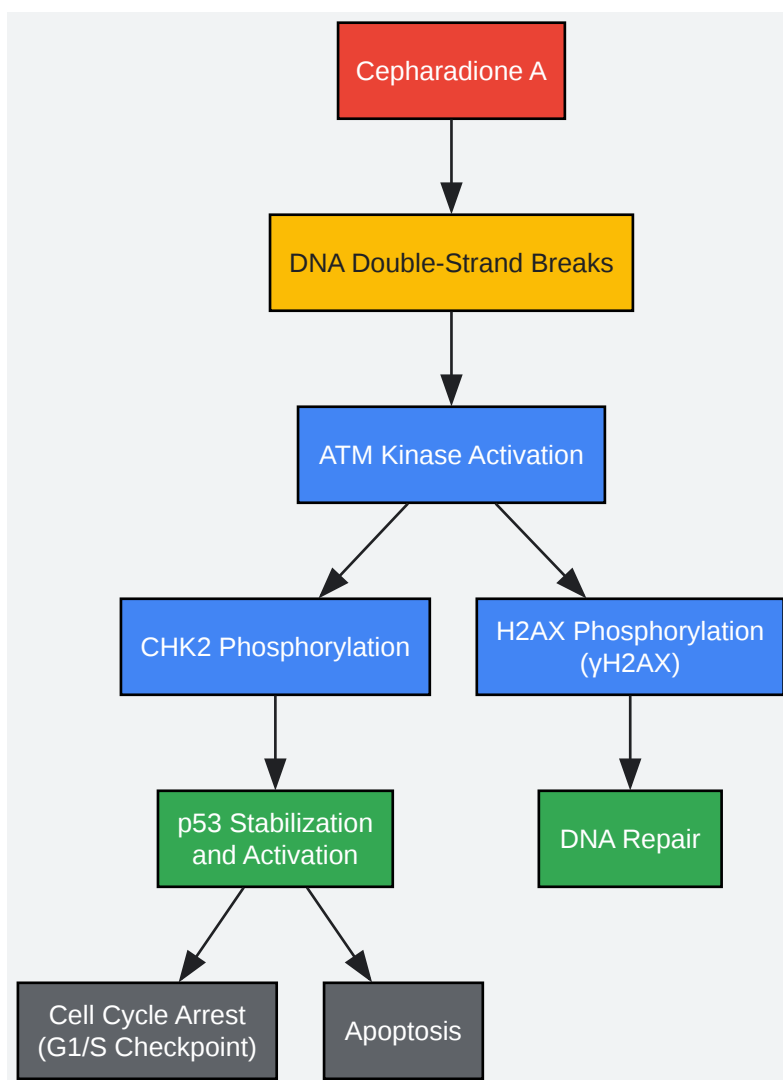 Cepharadione A
DNA Double-Strand Breaks
ATM Kinase Activation
CHK2 Phosphorylation
H2AX Phosphorylation
(γH2AX)
p53 Stabilization
and Activation
DNA Repair
Cell Cycle Arrest
(G1/S Checkpoint)
Apoptosis